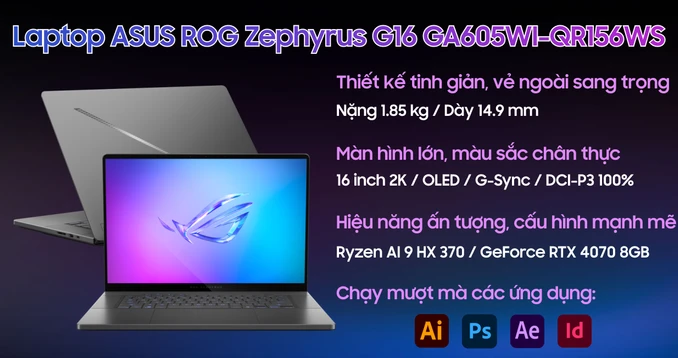 Laptop ASUS ROG Zephyrus G16 GA605WI-QR156WS
Thiết kế tinh giản, vẻ ngoài sang trọng
Nặng 1.85 kg / Dày 14.9 mm
Màn hình lớn, màu sắc chân thực
16 inch 2K / OLED / G-Sync / DCI-P3 100%
Hiệu năng ấn tượng, cấu hình mạnh mẽ
Ryzen AI 9 HX 370 / GeForce RTX 4070 8GB
Chạy mượt mà các ứng dụng:
Ai Ps Ae Id